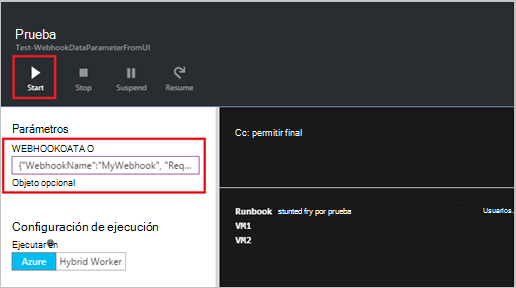 Prueba
Test-WebhookDataParameterFromUI
Start Stop Suspend Resume
Parámetros
WEBHOOKOATA O
{"WebhookName":"MyWebhook", "Req...
Objeto opcional
Configuración de ejecución
Ejecutar en
Azure Hybrid Worker
Cc: permitir final
Runbook stunted fry por prueba Usuarios.
VM1
VM2